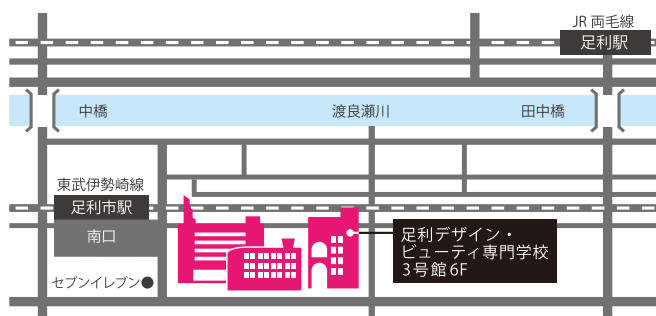 JR 両毛線
足利駅
中橋
渡良瀬川
田中橋
東武伊勢崎線
足利市駅
南口
足利デザイン・
ビューティ専門学校
3号館 6F
セブンイレブン